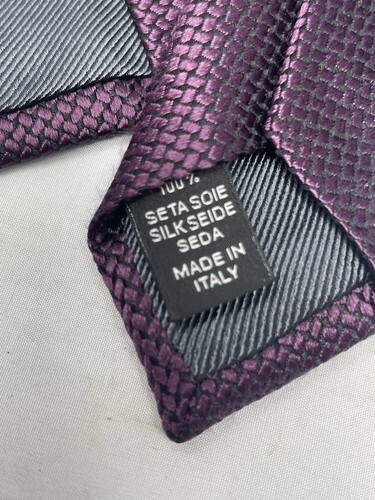 100%
SETA SOIE
SILK SEIDE
SEDA
MADE IN
ITALY